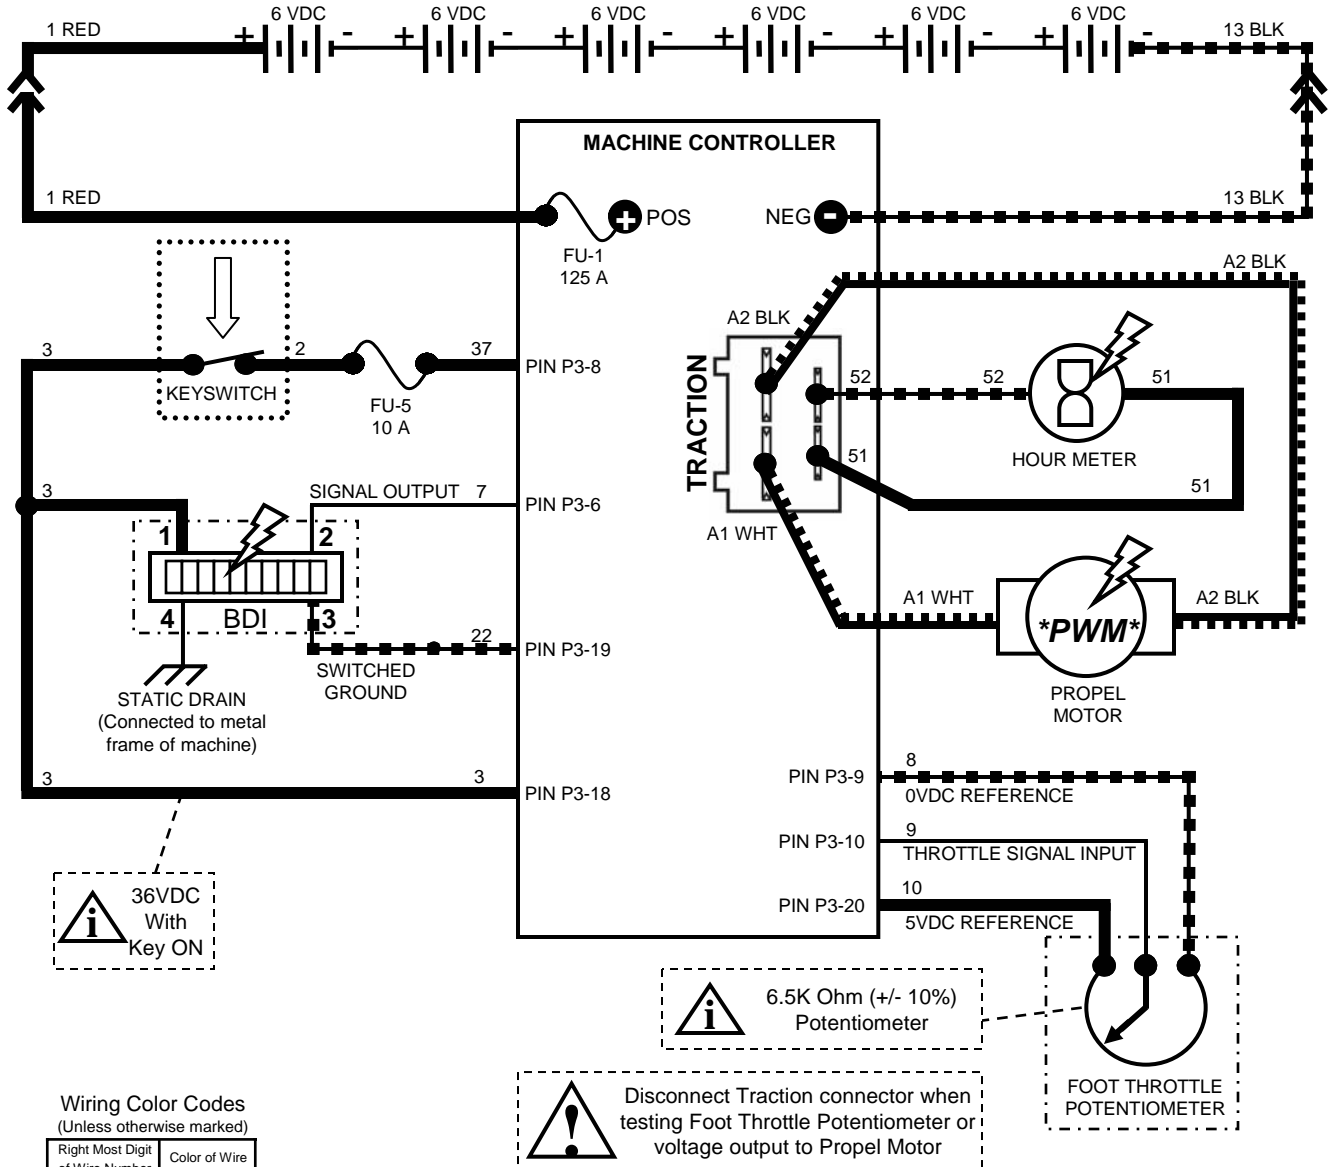 6 VDC 6 VDC 6 VDC 6 VDC 6 VDC 6 VDC
1 RED
+ - + - + - + - + - + -
13 BLK
MACHINE CONTROLLER
1 RED
+ POS
NEG -
13 BLK
FU-1
125 A
A2 BLK
A2 BLK
3
2
37
PIN P3-8
KEYSWITCH
FU-5
10 A
TRACTION
52
52
51
HOUR METER
51
51
3
SIGNAL OUTPUT 7
PIN P3-6
1
2
A1 WHT
4
BDI
3
22
PIN P3-19
SWITCHED
GROUND
A1 WHT
*PWM*
A2 BLK
PROPEL
MOTOR
STATIC DRAIN
(Connected to metal
frame of machine)
3
3
PIN P3-18
PIN P3-9
8
0VDC REFERENCE
PIN P3-10
9
THROTTLE SIGNAL INPUT
PIN P3-20
10
5VDC REFERENCE
i
36VDC
With
Key ON
i
6.5K Ohm (+/- 10%)
Potentiometer
FOOT THROTTLE
POTENTIOMETER
!
Disconnect Traction connector when
testing Foot Throttle Potentiometer or
voltage output to Propel Motor
Wiring Color Codes
(Unless otherwise marked)
Right Most Digit
of Wire Number
Color of Wire